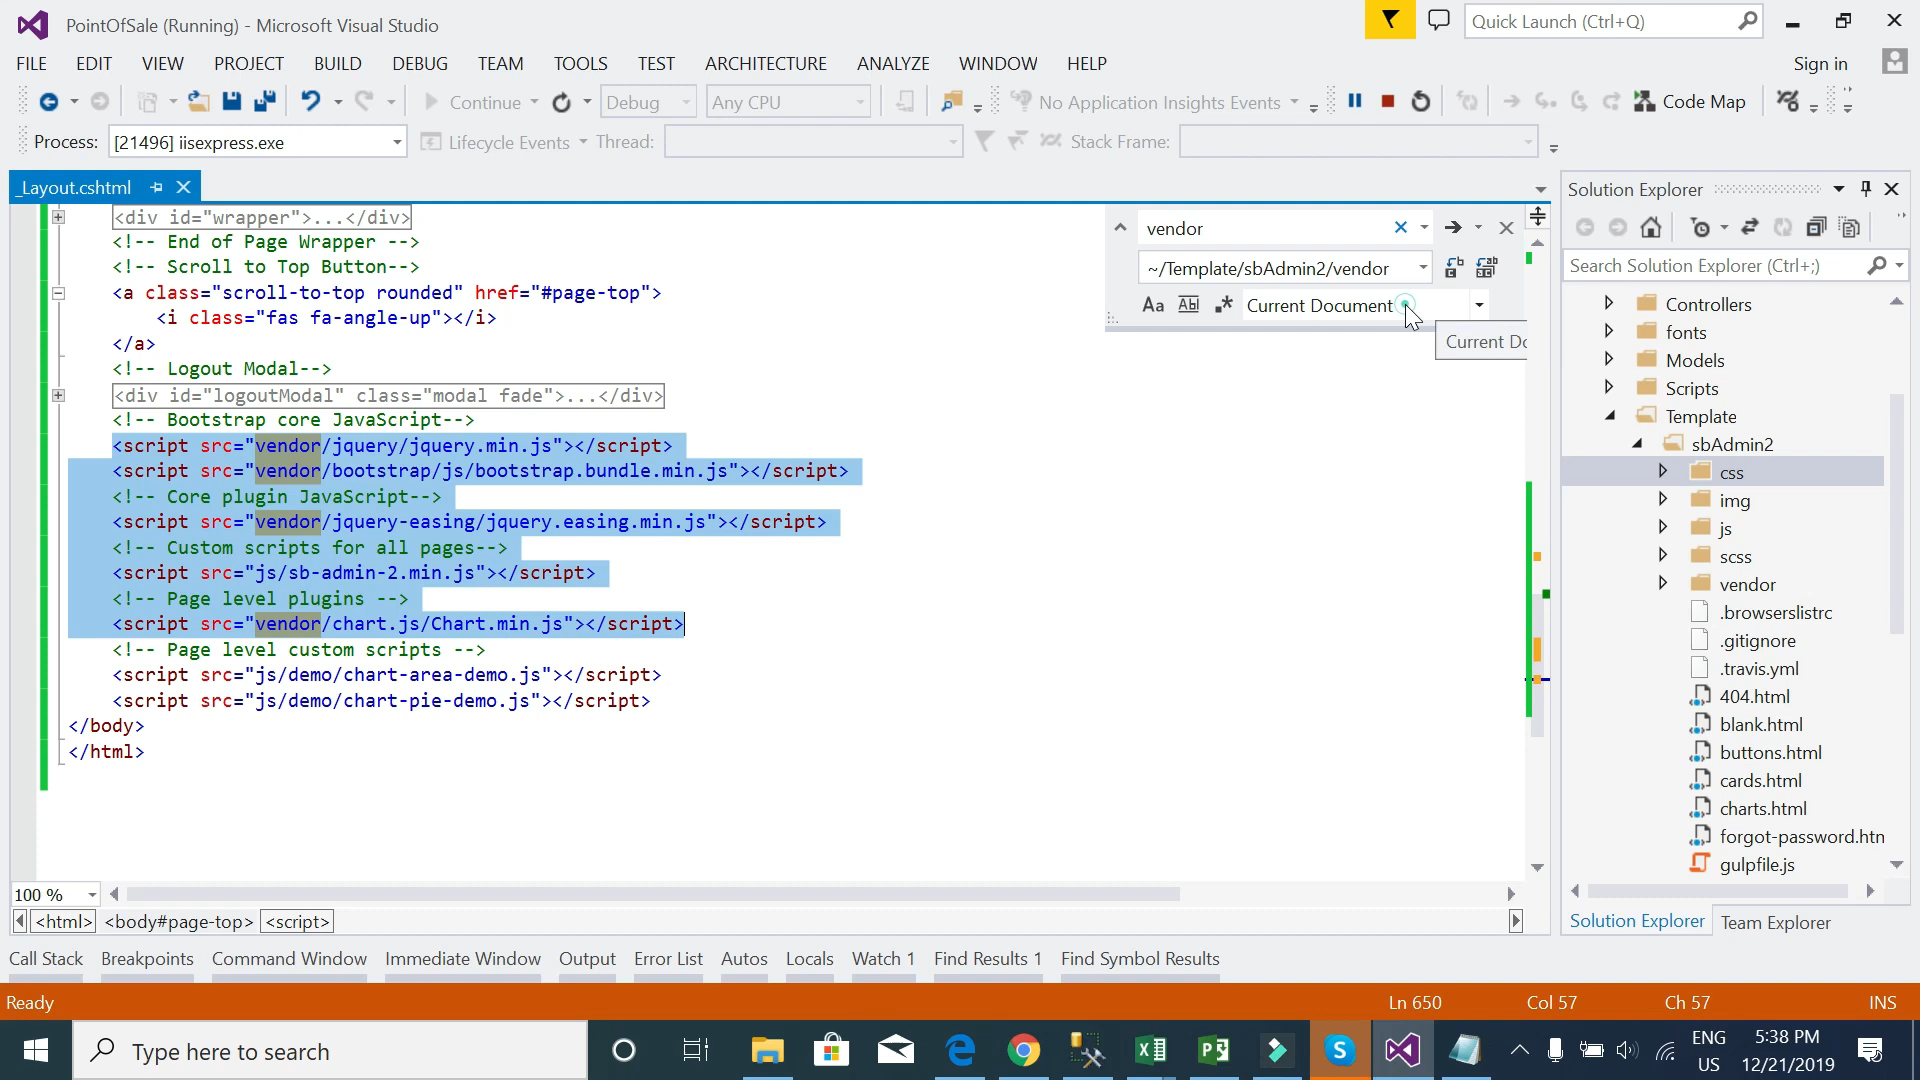 PointOfSale (Running) - Microsoft Visual Studio
Quick Launch (Ctrl+Q)
FILE EDIT VIEW PROJECT BUILD DEBUG TEAM TOOLS TEST ARCHITECTURE ANALYZE WINDOW HELP
Sign in
Continue Debug Any CPU No Application Insights Events Code Map
Process: [21496] iisexpress.exe Lifecycle Events Thread: Stack Frame:
_Layout.cshtml
<div id="wrapper">...</div>
<!-- End of Page Wrapper -->
<!-- Scroll to Top Button-->
<a class="scroll-to-top rounded" href="#page-top">
<i class="fas fa-angle-up"></i>
</a>
<!-- Logout Modal-->
<div id="logoutModal" class="modal fade">...</div>
<!-- Bootstrap core JavaScript-->
<script src="vendor/jquery/jquery.min.js"></script>
<script src="vendor/bootstrap/js/bootstrap.bundle.min.js"></script>
<!-- Core plugin JavaScript-->
<script src="vendor/jquery-easing/jquery.easing.min.js"></script>
<!-- Custom scripts for all pages-->
<script src="js/sb-admin-2.min.js"></script>
<!-- Page level plugins -->
<script src="vendor/chart.js/Chart.min.js"></script>
<!-- Page level custom scripts -->
<script src="js/demo/chart-area-demo.js"></script>
<script src="js/demo/chart-pie-demo.js"></script>
</body>
</html>
vendor
~/Template/sbAdmin2/vendor
Aa Abl Current Document
Current Do
100 %
<html> <body#page-top> <script>
Solution Explorer
Search Solution Explorer (Ctrl+;)
Controllers
fonts
Models
Scripts
Template
sbAdmin2
css
img
js
scss
vendor
.browserslistrc
.gitignore
.travis.yml
404.html
blank.html
buttons.html
cards.html
charts.html
forgot-password.htn
gulpfile.js
Solution Explorer Team Explorer
Call Stack Breakpoints Command Window Immediate Window Output Error List Autos Locals Watch 1 Find Results 1 Find Symbol Results
Ready Ln 650 Col 57 Ch 57 INS
Type here to search
ENG
US
5:38 PM
12/21/2019